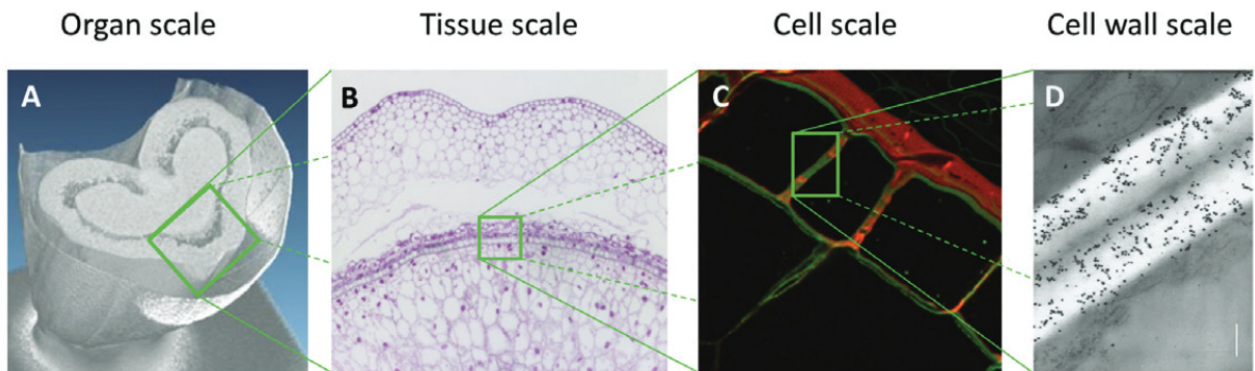 Organ scale
Tissue scale
Cell scale
Cell wall scale
A
B
C
D